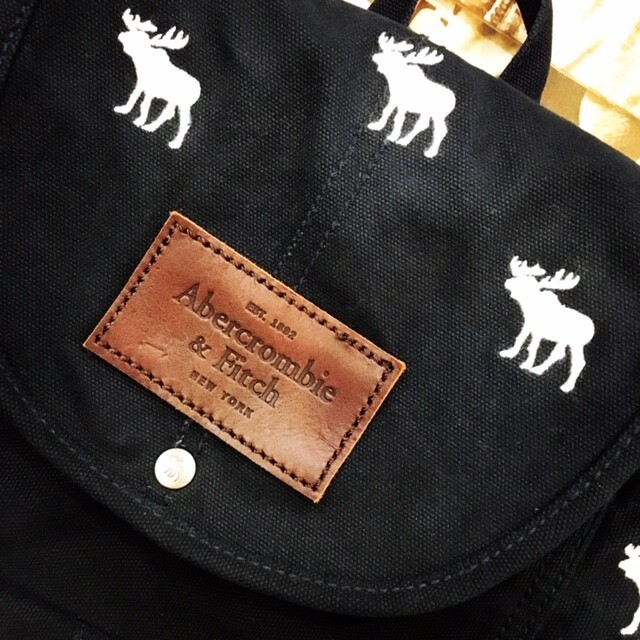 EST. 1892
Abercrombie
& Fitch
NEW YORK